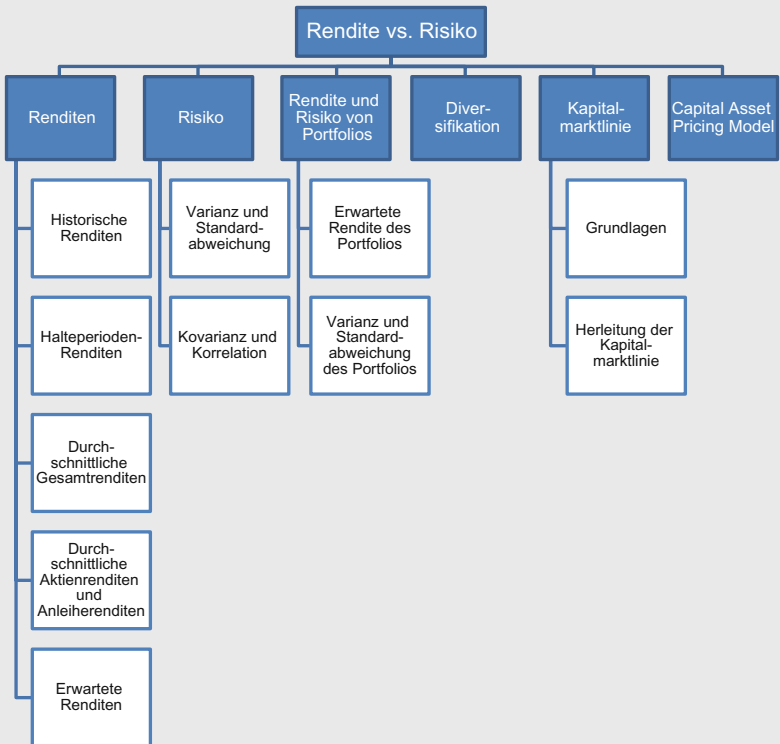 Rendite vs. Risiko
Renditen
Risiko
Rendite und
Risiko von
Portfolios
Diver-
sifikation
Kapital-
marktlinie
Capital Asset
Pricing Model
Historische
Renditen
Halteperioden-
Renditen
Durch-
schnittliche
Gesamtrenditen
Durch-
schnittliche
Aktienrenditen
und
Anleiherenditen
Erwartete
Renditen
Varianz und
Standard-
abweichung
Kovarianz und
Korrelation
Erwartete
Rendite des
Portfolios
Varianz und
Standard-
abweichung
des Portfolios
Grundlagen
Herleitung der
Kapital-
marktlinie